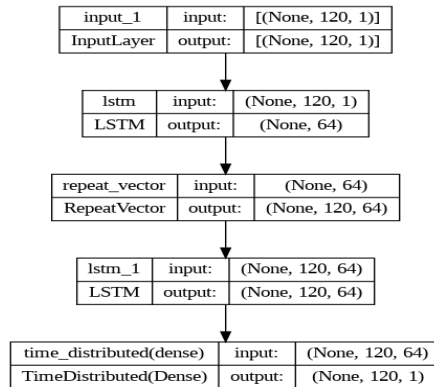 input_1 input: [(None, 120, 1)]
InputLayer output: [(None, 120, 1)]
lstm input: (None, 120, 1)
LSTM output: (None, 64)
repeat_vector input: (None, 64)
RepeatVector output: (None, 120, 64)
lstm_1 input: (None, 120, 64)
LSTM output: (None, 120, 64)
time_distributed(dense) input: (None, 120, 64)
TimeDistributed(Dense) output: (None, 120, 1)